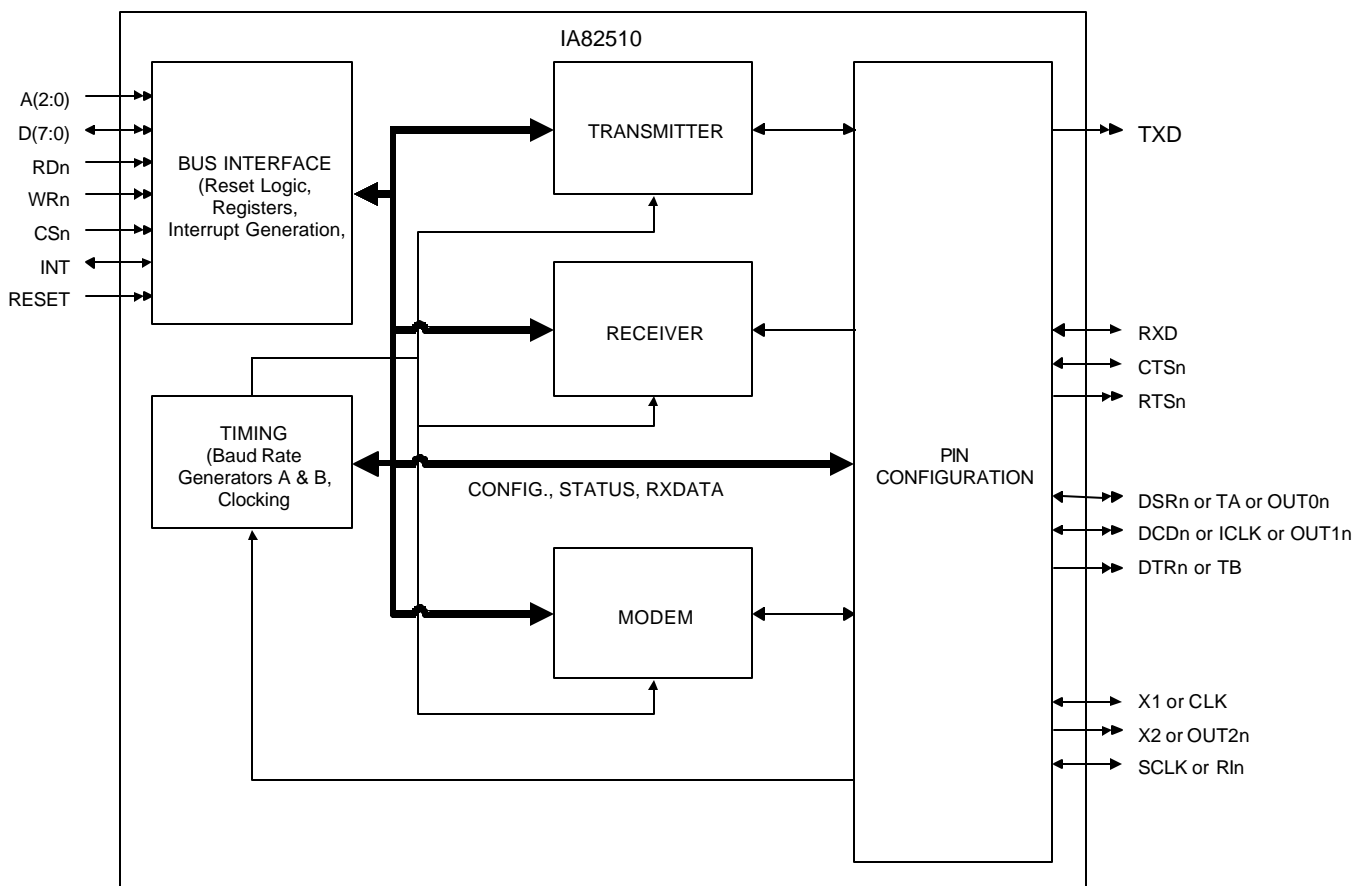 IA82510
A(2:0)
D(7:0)
RDn
WRn
CSn
INT
RESET
BUS INTERFACE
(Reset Logic,
Registers,
Interrupt Generation,
TRANSMITTER
TXD
RECEIVER
RXD
CTSn
RTSn
TIMING
(Baud Rate
Generators A & B,
Clocking
CONFIG., STATUS, RXDATA
PIN
CONFIGURATION
DSRn or TA or OUT0n
DCDn or ICLK or OUT1n
DTRn or TB
MODEM
X1 or CLK
X2 or OUT2n
SCLK or RIn